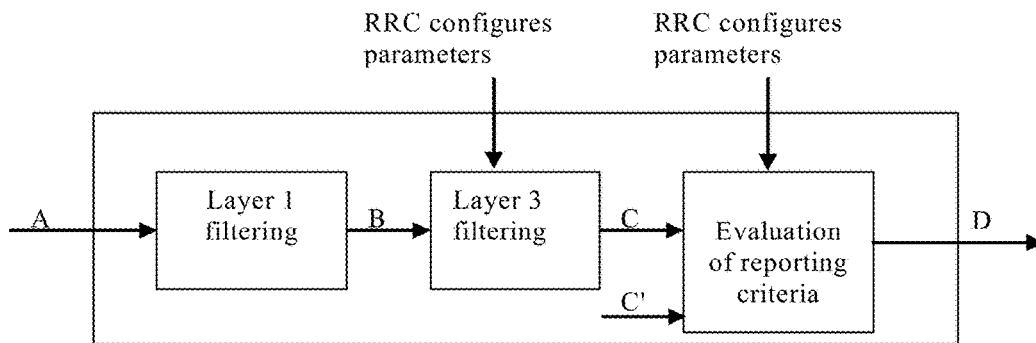 RRC configures
parameters
RRC configures
parameters
A
Layer 1
filtering
B
Layer 3
filtering
C
C'
Evaluation
of reporting
criteria
D